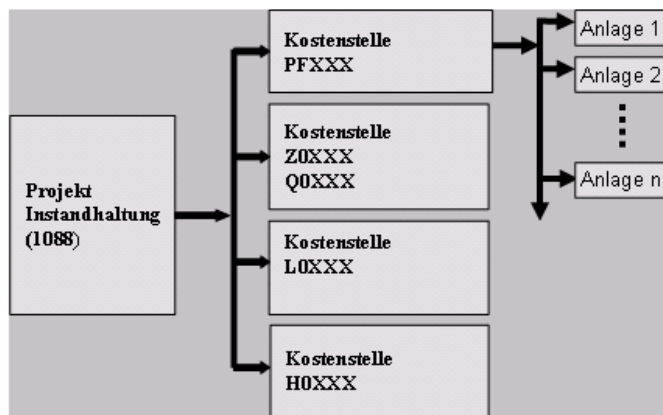 Projekt
Instandhaltung
(1088)
Kostenstelle
PFXXX
Kostenstelle
Z0XXX
Q0XXX
Kostenstelle
L0XXX
Kostenstelle
H0XXX
Anlage 1
Anlage 2
Anlage n